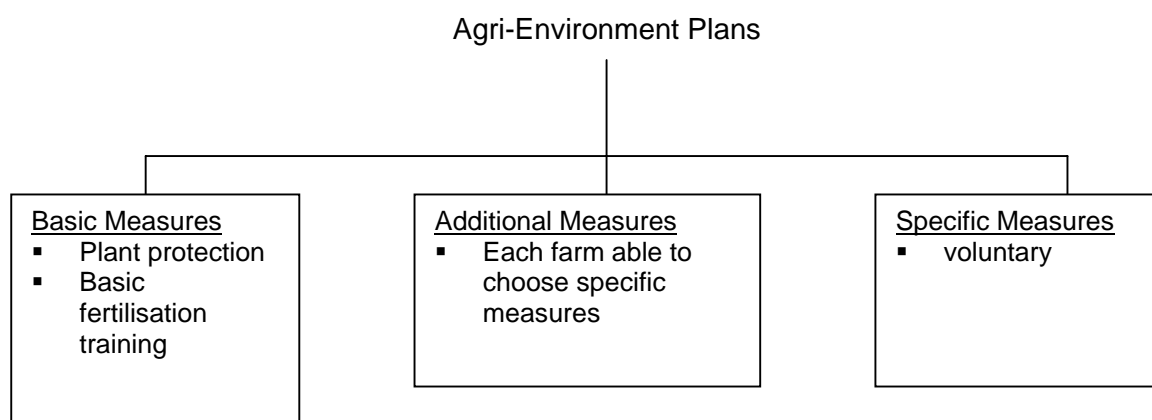 Agri-Environment Plans
Basic Measures
▪ Plant protection
▪ Basic
fertilisation
training
Additional Measures
▪ Each farm able to
choose specific
measures
Specific Measures
▪ voluntary